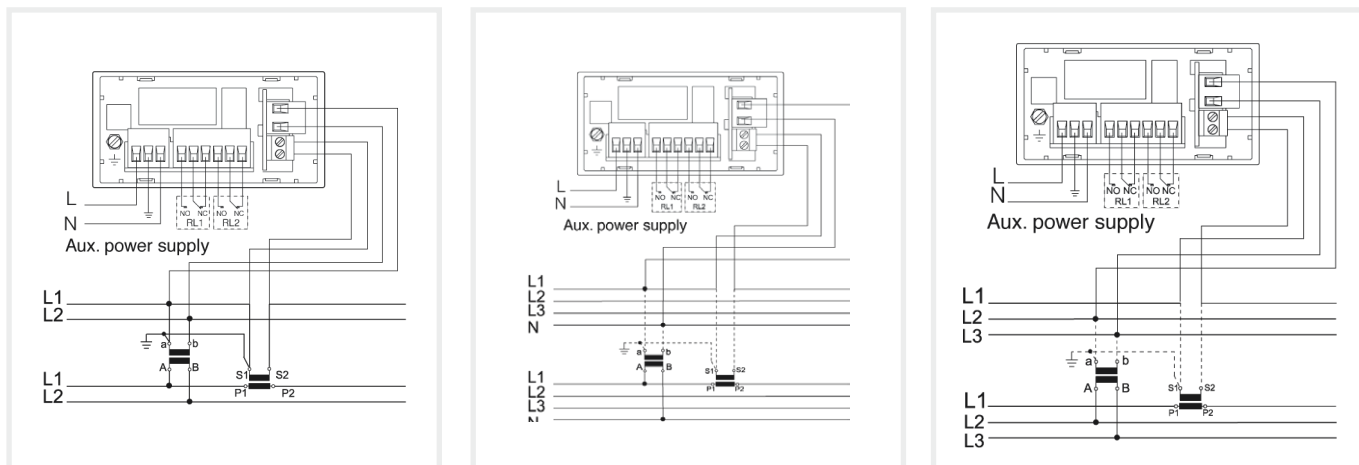 L
NO NC NO NC
N
RL1 RL2
Aux. power supply
L1
L2
a b
A B
S1 S2
L1
P1 P2
L2
L
NO NC NO NC
N
RL1 RL2
Aux. power supply
L1
L2
L3
N
a b
A B
S1 S2
L1
P1 P2
L2
L3
N
L
NO NC NO NC
N
RL1 RL2
Aux. power supply
L1
L2
L3
a b
A B
S1 S2
L1
P1 P2
L2
L3